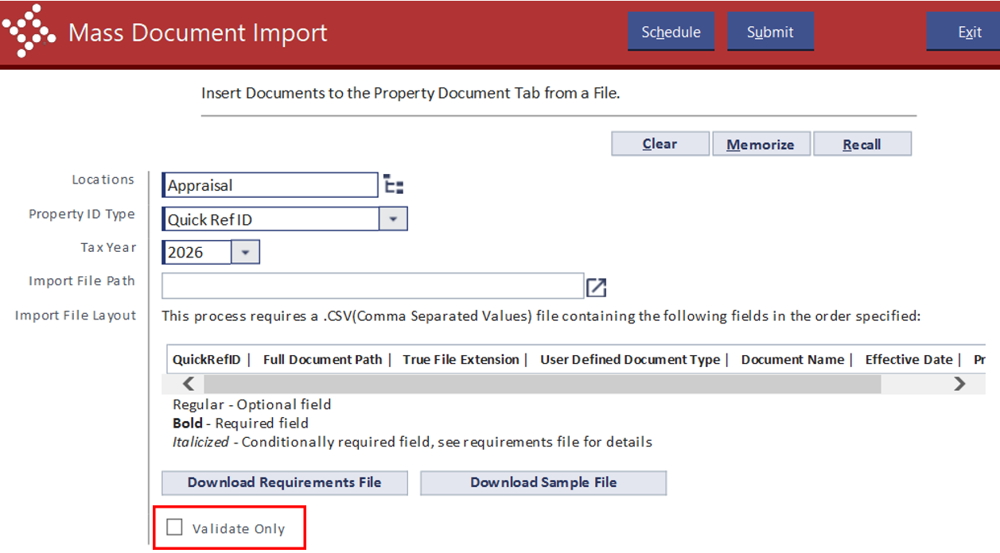 Mass Document Import
Schedule
Submit
Exit
Insert Documents to the Property Document Tab from a File.
Clear
Memorize
Recall
Locations
Appraisal
Property ID Type
Quick Ref ID
Tax Year
2026
Import File Path
Import File Layout
This process requires a .CSV(Comma Separated Values) file containing the following fields in the order specified:
QuickRefID | Full Document Path | True File Extension | User Defined Document Type | Document Name | Effective Date | Pr
Regular - Optional field
Bold - Required field
Italicized - Conditionally required field, see requirements file for details
Download Requirements File
Download Sample File
Validate Only